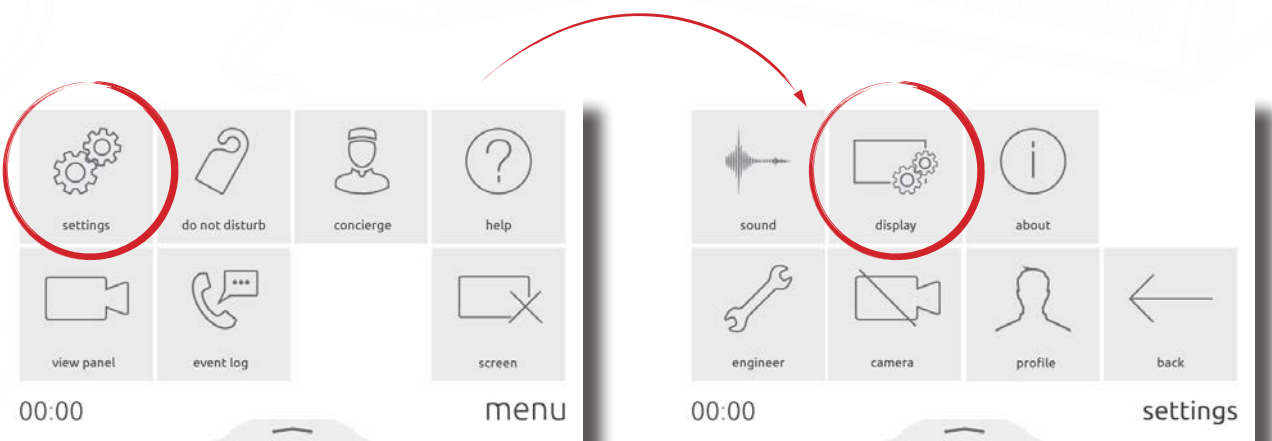 settings
do not disturb
concierge
help
view panel
event log
screen
00:00
menu
sound
display
about
engineer
camera
profile
back
00:00
settings